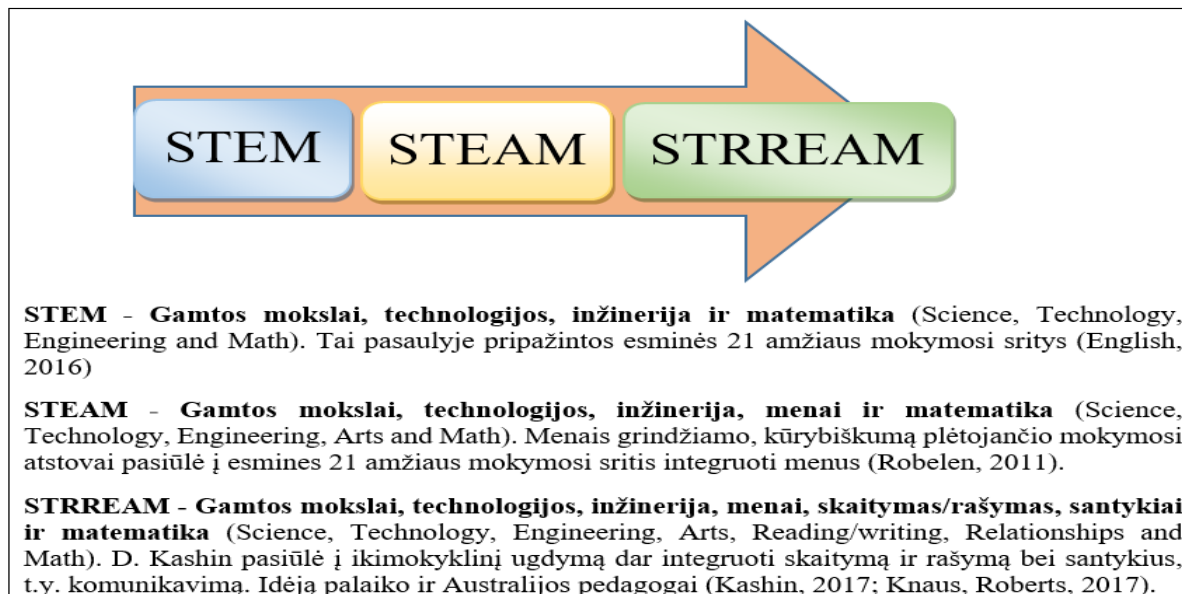 STEM STEAM STRREAM
STEM - Gamtos mokslai, technologijos, inžinerija ir matematika (Science, Technology,
Engineering and Math). Tai pasaulyje pripažintos esminės 21 amžiaus mokymosi sritys (English,
2016)
STEAM - Gamtos mokslai, technologijos, inžinerija, menai ir matematika (Science,
Technology, Engineering, Arts and Math). Menais grindžiamo, kūrybiškumą plėtojančio mokymosi
atstovai pasiūlė į esmines 21 amžiaus mokymosi sritis integruoti menus (Robelen, 2011).
STRREAM - Gamtos mokslai, technologijos, inžinerija, menai, skaitymas/rašymas, santykiai
ir matematika (Science, Technology, Engineering, Arts, Reading/writing, Relationships and
Math). D. Kashin pasiūlė į ikimokyklinį ugdymą dar integruoti skaitymą ir rašymą bei santykius,
t.y. komunikavimą. Idėją palaiko ir Australijos pedagogai (Kashin, 2017; Knaus, Roberts, 2017).